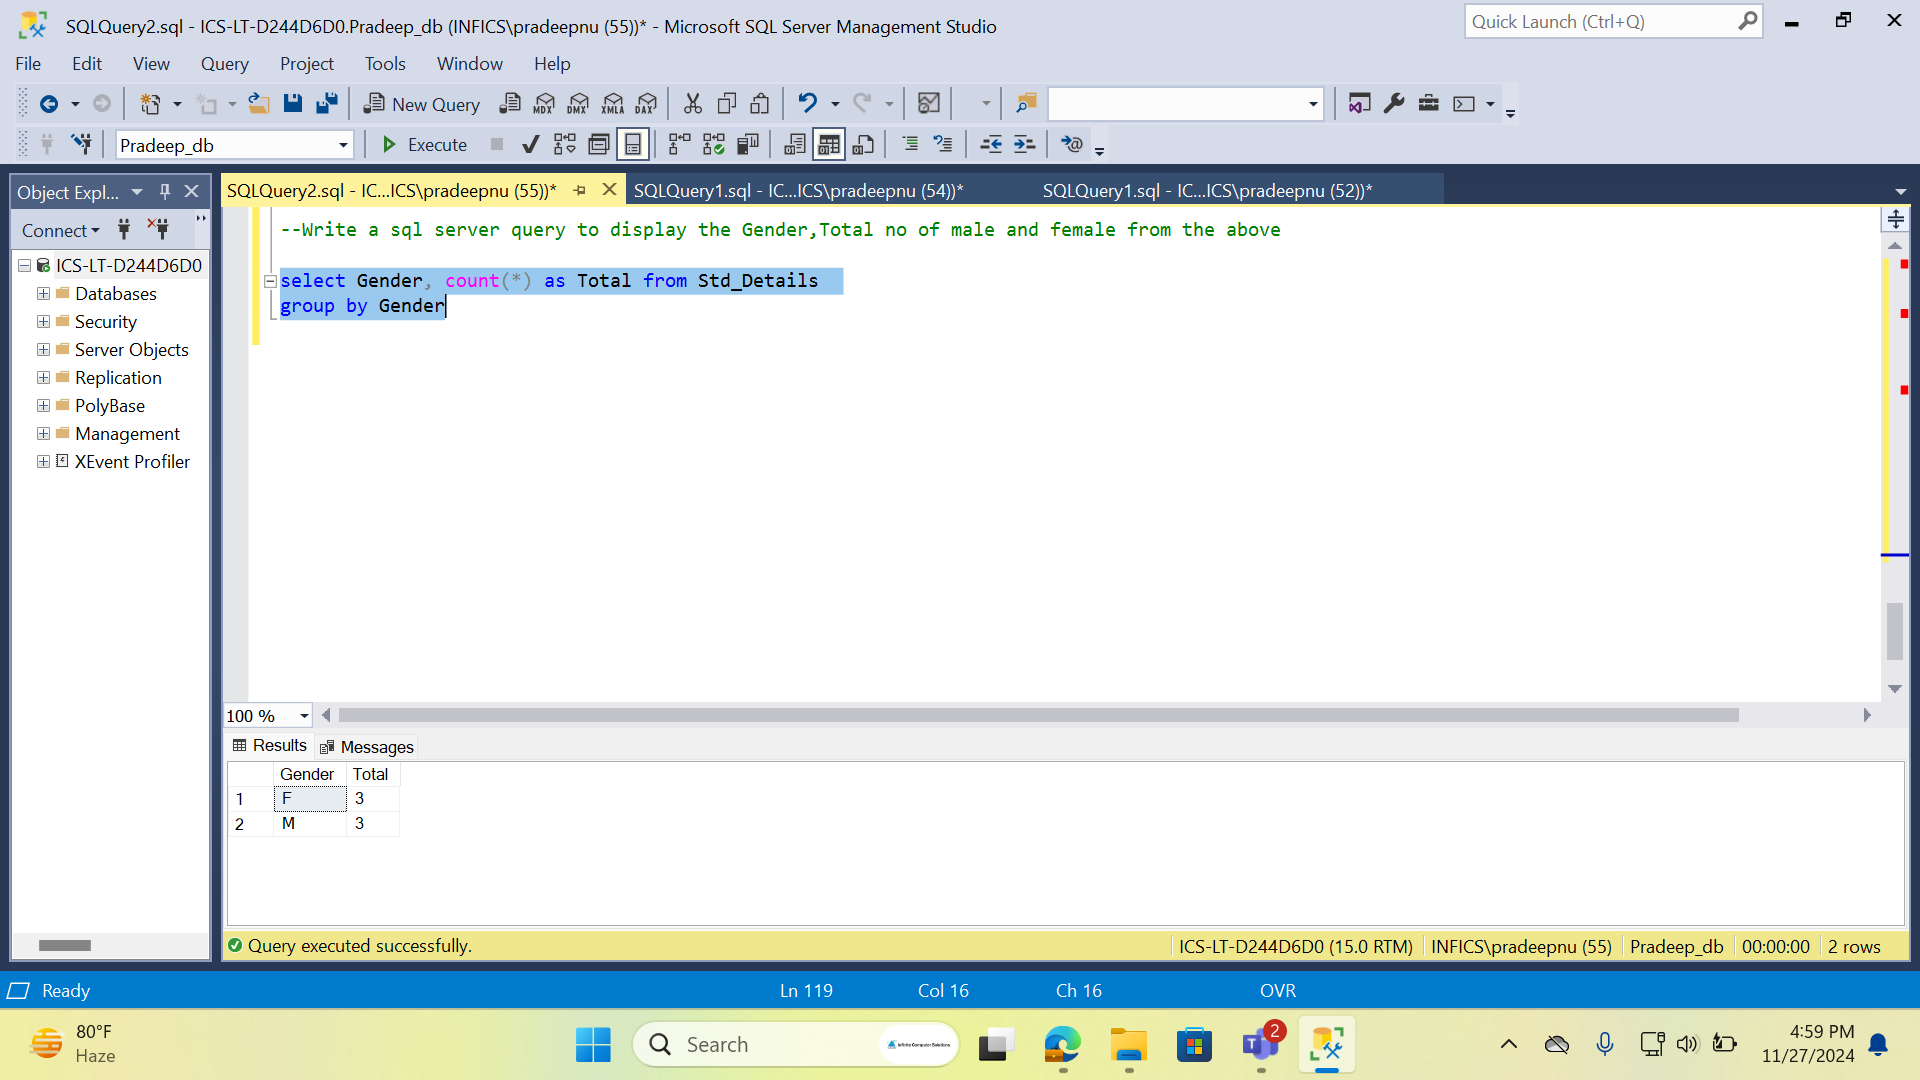 SQLQuery2.sql - ICS-LT-D244D6D0.Pradeep_db (INFICS\pradeepnu (55))* - Microsoft SQL Server Management Studio
Quick Launch (Ctrl+Q)
File Edit View Query Project Tools Window Help
New Query MDX DMX XMLA DAX
Pradeep_db Execute
Object Expl...
SQLQuery2.sql - IC...ICS\pradeepnu (55))* SQLQuery1.sql - IC...ICS\pradeepnu (54))* SQLQuery1.sql - IC...ICS\pradeepnu (52))*
Connect
ICS-LT-D244D6D0
Databases
Security
Server Objects
Replication
PolyBase
Management
XEvent Profiler
--Write a sql server query to display the Gender,Total no of male and female from the above
select Gender, count(*) as Total from Std_Details
group by Gender
100 %
Results Messages
Gender Total
1 F 3
2 M 3
Query executed successfully. ICS-LT-D244D6D0 (15.0 RTM) INFICS\pradeepnu (55) Pradeep_db 00:00:00 2 rows
Ready Ln 119 Col 16 Ch 16 OVR
80°F
Haze
Search
Infinite Computer Solutions
2
4:59 PM
11/27/2024